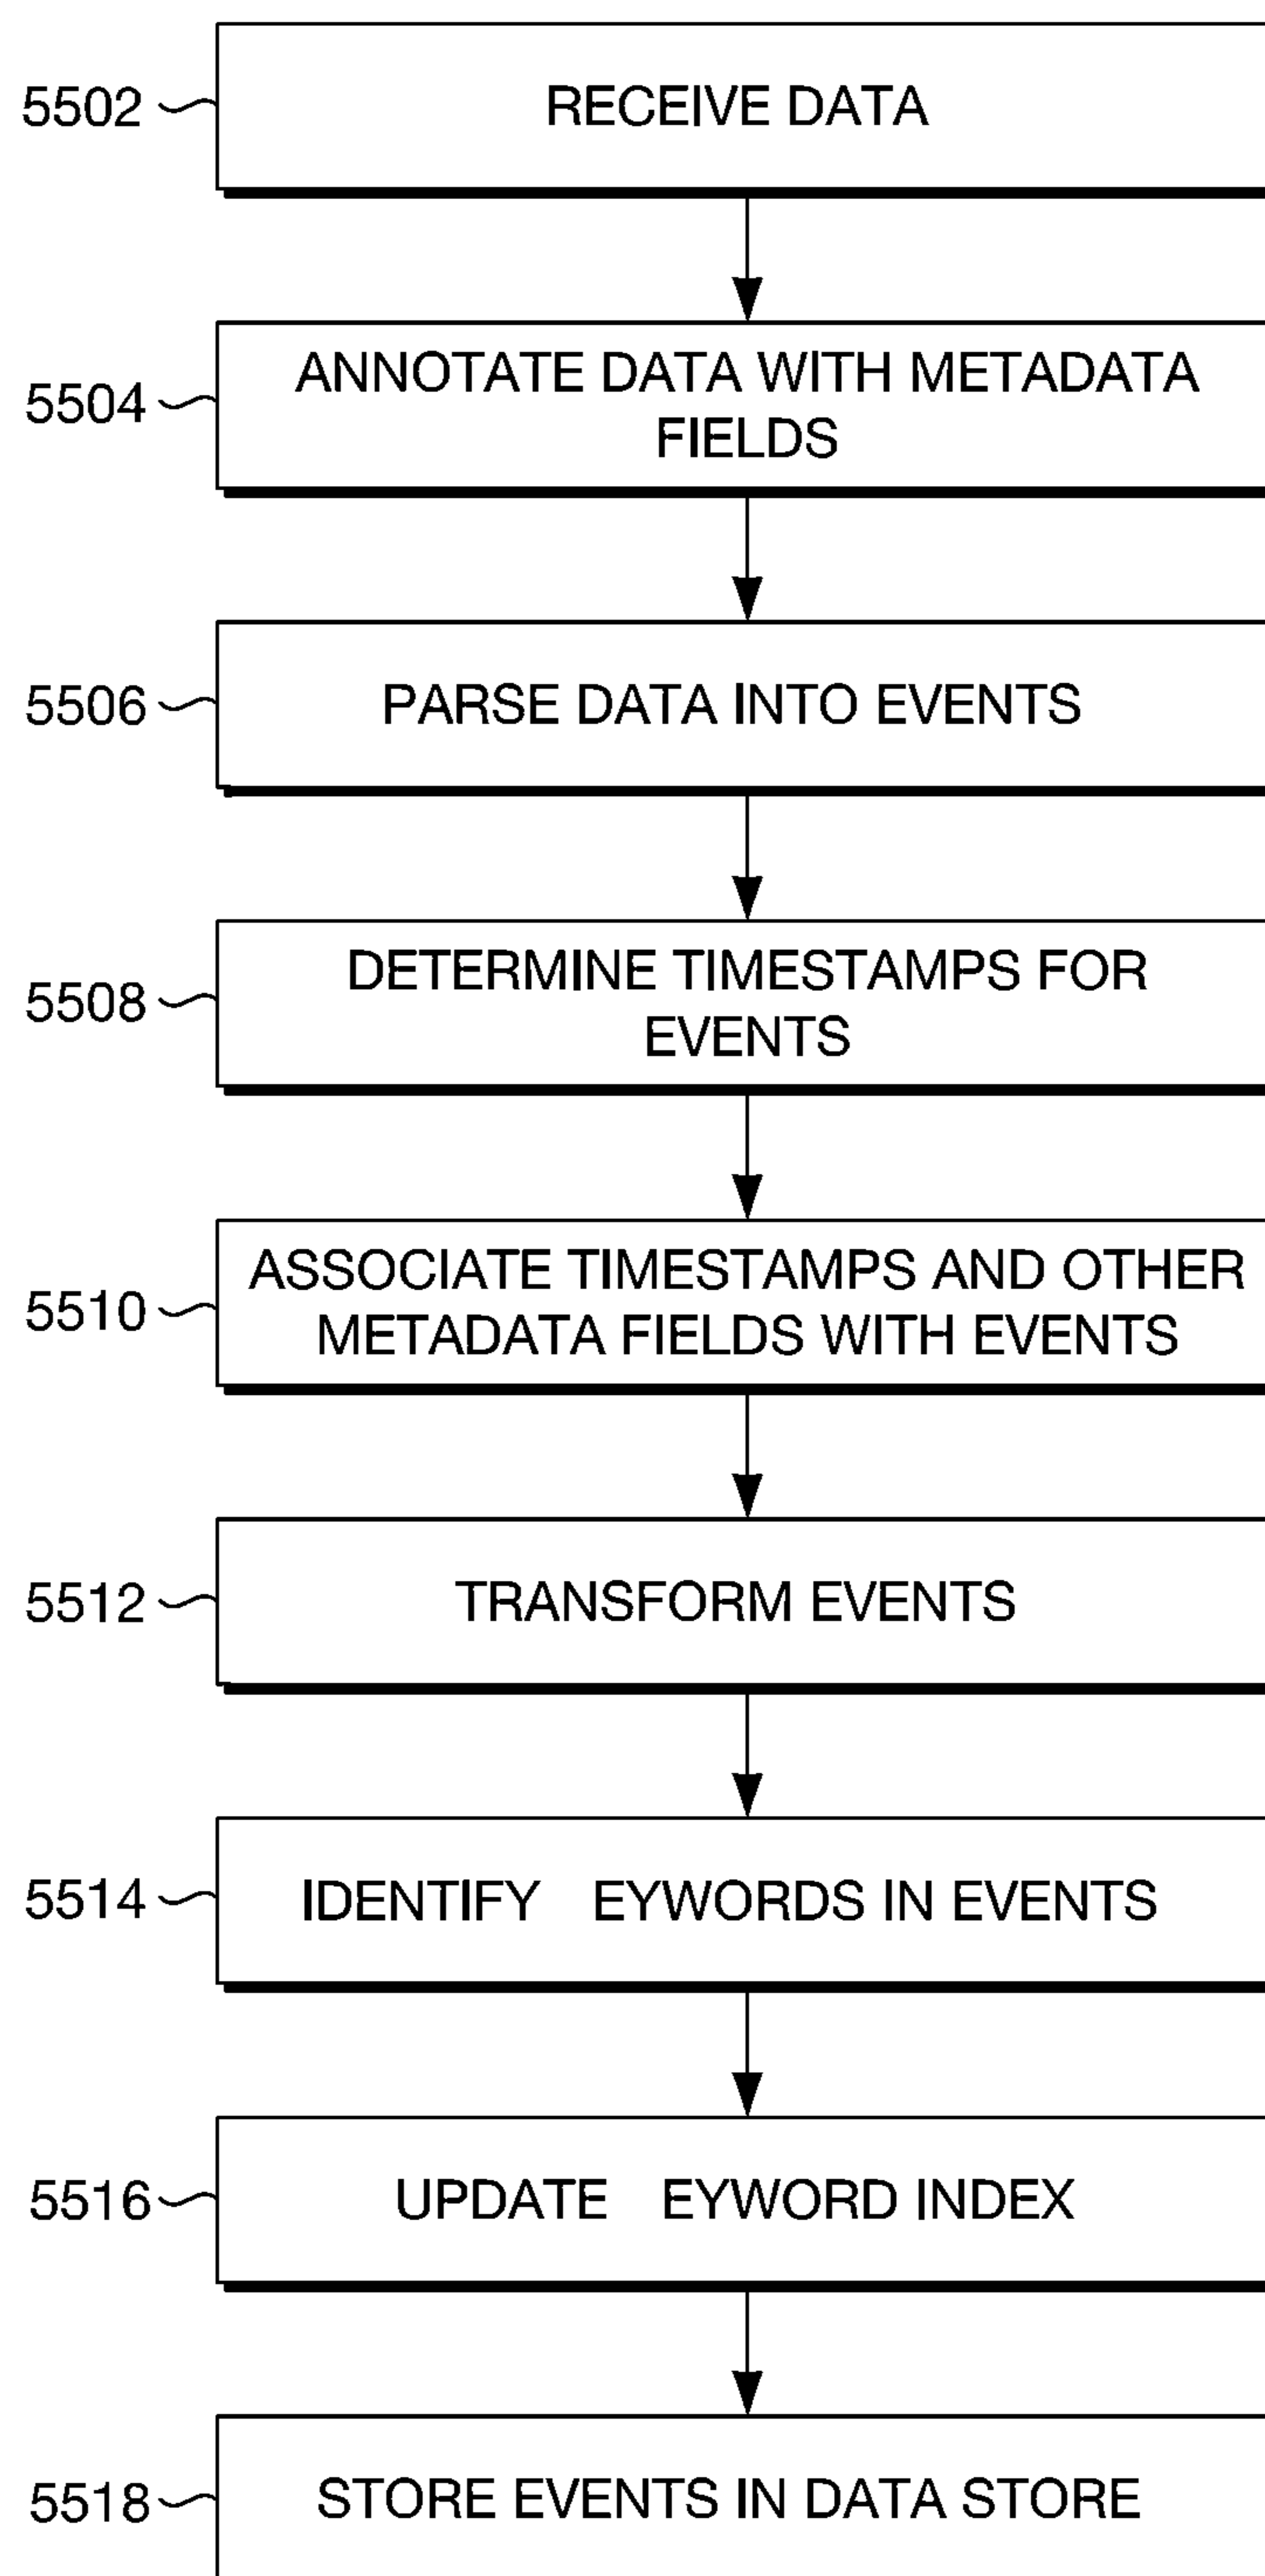 5502
RECEIVE DATA
5504
ANNOTATE DATA WITH METADATA
FIELDS
5506
PARSE DATA INTO EVENTS
5508
DETERMINE TIMESTAMPS FOR
EVENTS
5510
ASSOCIATE TIMESTAMPS AND OTHER
METADATA FIELDS WITH EVENTS
5512
TRANSFORM EVENTS
5514
IDENTIFY EYWORDS IN EVENTS
5516
UPDATE EYWORD INDEX
5518
STORE EVENTS IN DATA STORE